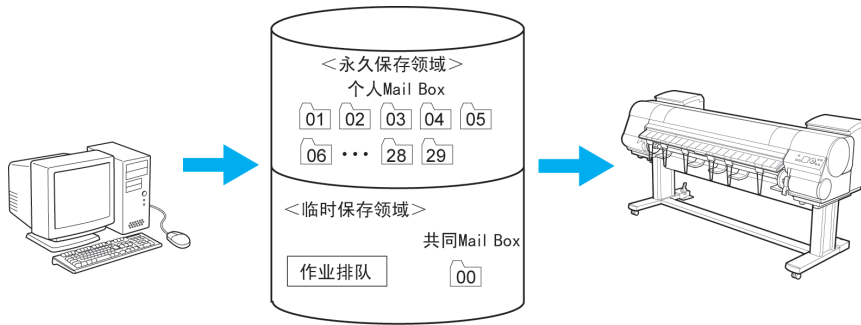 ＜永久保存领域＞
个人Mail Box
01 02 03 04 05
06 ••• 28 29
＜临时保存领域＞
共同Mail Box
作业排队 00